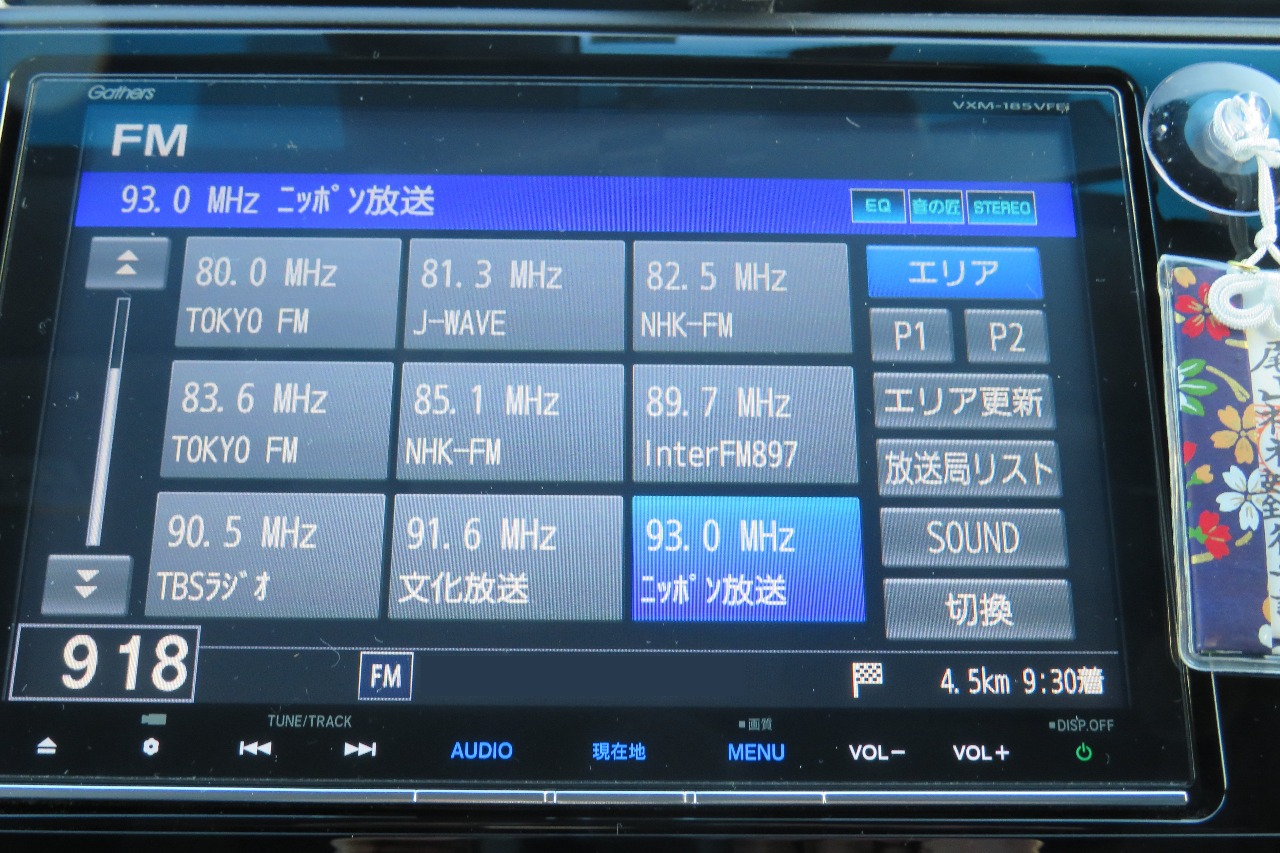 Gathers
VXM-185VFEi
FM
93.0 MHz ニッポン放送
EQ 音の匠 STEREO
80.0 MHz
TOKYO FM
81.3 MHz
J-WAVE
82.5 MHz
NHK-FM
エリア
P1 P2
83.6 MHz
TOKYO FM
85.1 MHz
NHK-FM
89.7 MHz
InterFM897
エリア更新
放送局リスト
90.5 MHz
TBSラジオ
91.6 MHz
文化放送
93.0 MHz
ニッポン放送
SOUND
切換
918
FM
4.5km 9:30着
TUNE/TRACK
画質
DISP.OFF
AUDIO
現在地
MENU
VOL−
VOL+